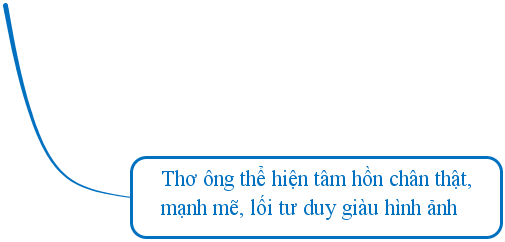 Thơ ông thể hiện tâm hồn chân thật,
mạnh mẽ, lối tư duy giàu hình ảnh